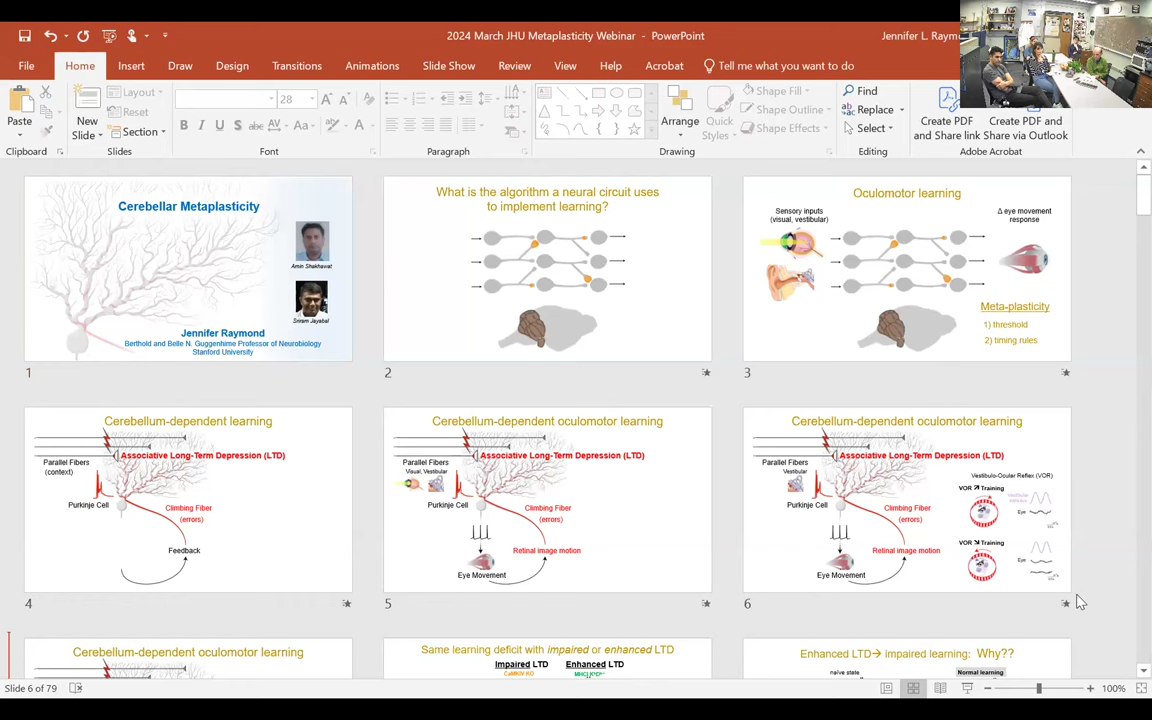 2024 March JHU Metaplasticity Webinar - PowerPoint
Jennifer L. Raym
File
Home
Insert
Draw
Design
Transitions
Animations
Slide Show
Review
View
Help
Acrobat
Tell me what you want to do
Paste
Clipboard
New
Slide
Layout
Reset
Section
Slides
28
Font
Paragraph
Arrange
Quick
Styles
Shape Fill
Shape Outline
Shape Effects
Drawing
Find
Replace
Select
Editing
Create PDF
and Share link
Create PDF and
Share via Outlook
Adobe Acrobat
Cerebellar Metaplasticity
Amin Shakhawat
Sriram Jayabal
Jennifer Raymond
Berthold and Belle N. Guggenhime Professor of Neurobiology
Stanford University
1
What is the algorithm a neural circuit uses
to implement learning?
2
Oculomotor learning
Sensory inputs
(visual, vestibular)
Δ eye movement
response
Meta-plasticity
1) threshold
2) timing rules
3
Cerebellum-dependent learning
Associative Long-Term Depression (LTD)
Parallel Fibers
(context)
Purkinje Cell
Climbing Fiber
(errors)
Feedback
4
Cerebellum-dependent oculomotor learning
Associative Long-Term Depression (LTD)
Parallel Fibers
Visual, Vestibular
Purkinje Cell
Climbing Fiber
(errors)
Retinal image motion
Eye Movement
5
Cerebellum-dependent oculomotor learning
Associative Long-Term Depression (LTD)
Parallel Fibers
Vestibular
Purkinje Cell
Climbing Fiber
(errors)
Retinal image motion
Eye Movement
Vestibulo-Ocular Reflex (VOR)
VOR ↗ Training
Vestibular
stimulus
Eye
VOR ↘ Training
Eye
6
Cerebellum-dependent oculomotor learning
Same learning deficit with impaired or enhanced LTD
Impaired LTD
Enhanced LTD
CaMKIV KO
Enhanced LTD→ impaired learning: Why??
naïve state
Normal learning
Slide 6 of 79
100%